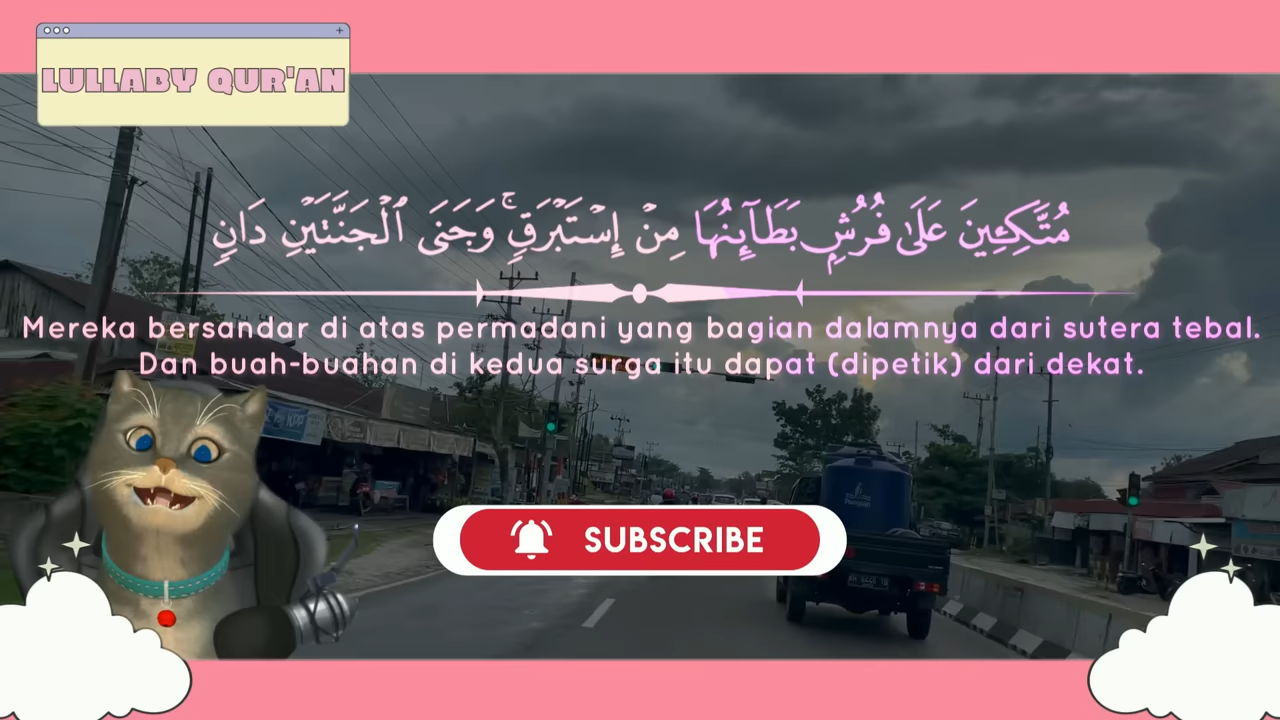 LULLABY QUR'AN
مُتَّكِـِٔينَ عَلَىٰ فُرُشٍۭ بَطَآئِنُهَا مِنْ إِسْتَبْرَقٍ ۚ وَجَنَى ٱلْجَنَّتَيْنِ دَانٍ
Mereka bersandar di atas permadani yang bagian dalamnya dari sutera tebal.
Dan buah-buahan di kedua surga itu dapat (dipetik) dari dekat.
SUBSCRIBE